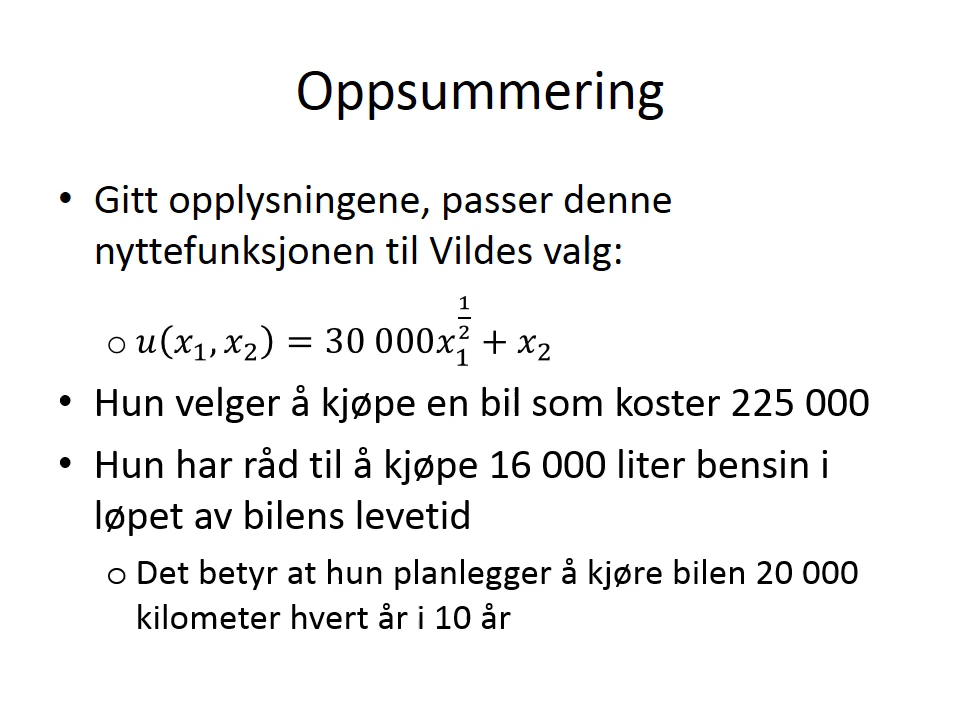 Oppsummering
• Gitt opplysningene, passer denne
nyttefunksjonen til Vildes valg:
○ u(x₁, x₂) = 30 000x₁^(1/2) + x₂
• Hun velger å kjøpe en bil som koster 225 000
• Hun har råd til å kjøpe 16 000 liter bensin i
løpet av bilens levetid
○ Det betyr at hun planlegger å kjøre bilen 20 000
kilometer hvert år i 10 år